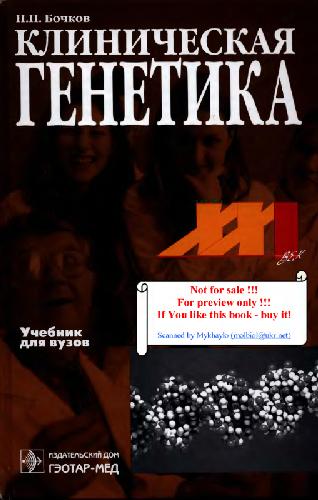 Н.П. Бочков
КЛИНИЧЕСКАЯ
ГЕНЕТИКА
XXI
век
Not for sale !!!
For preview only !!!
If You like this book - buy it!
Scanned by Mykhaylo
Учебник
для вузов
ИЗДАТЕЛЬСКИЙ ДОМ
ГЭОТАР-МЕД